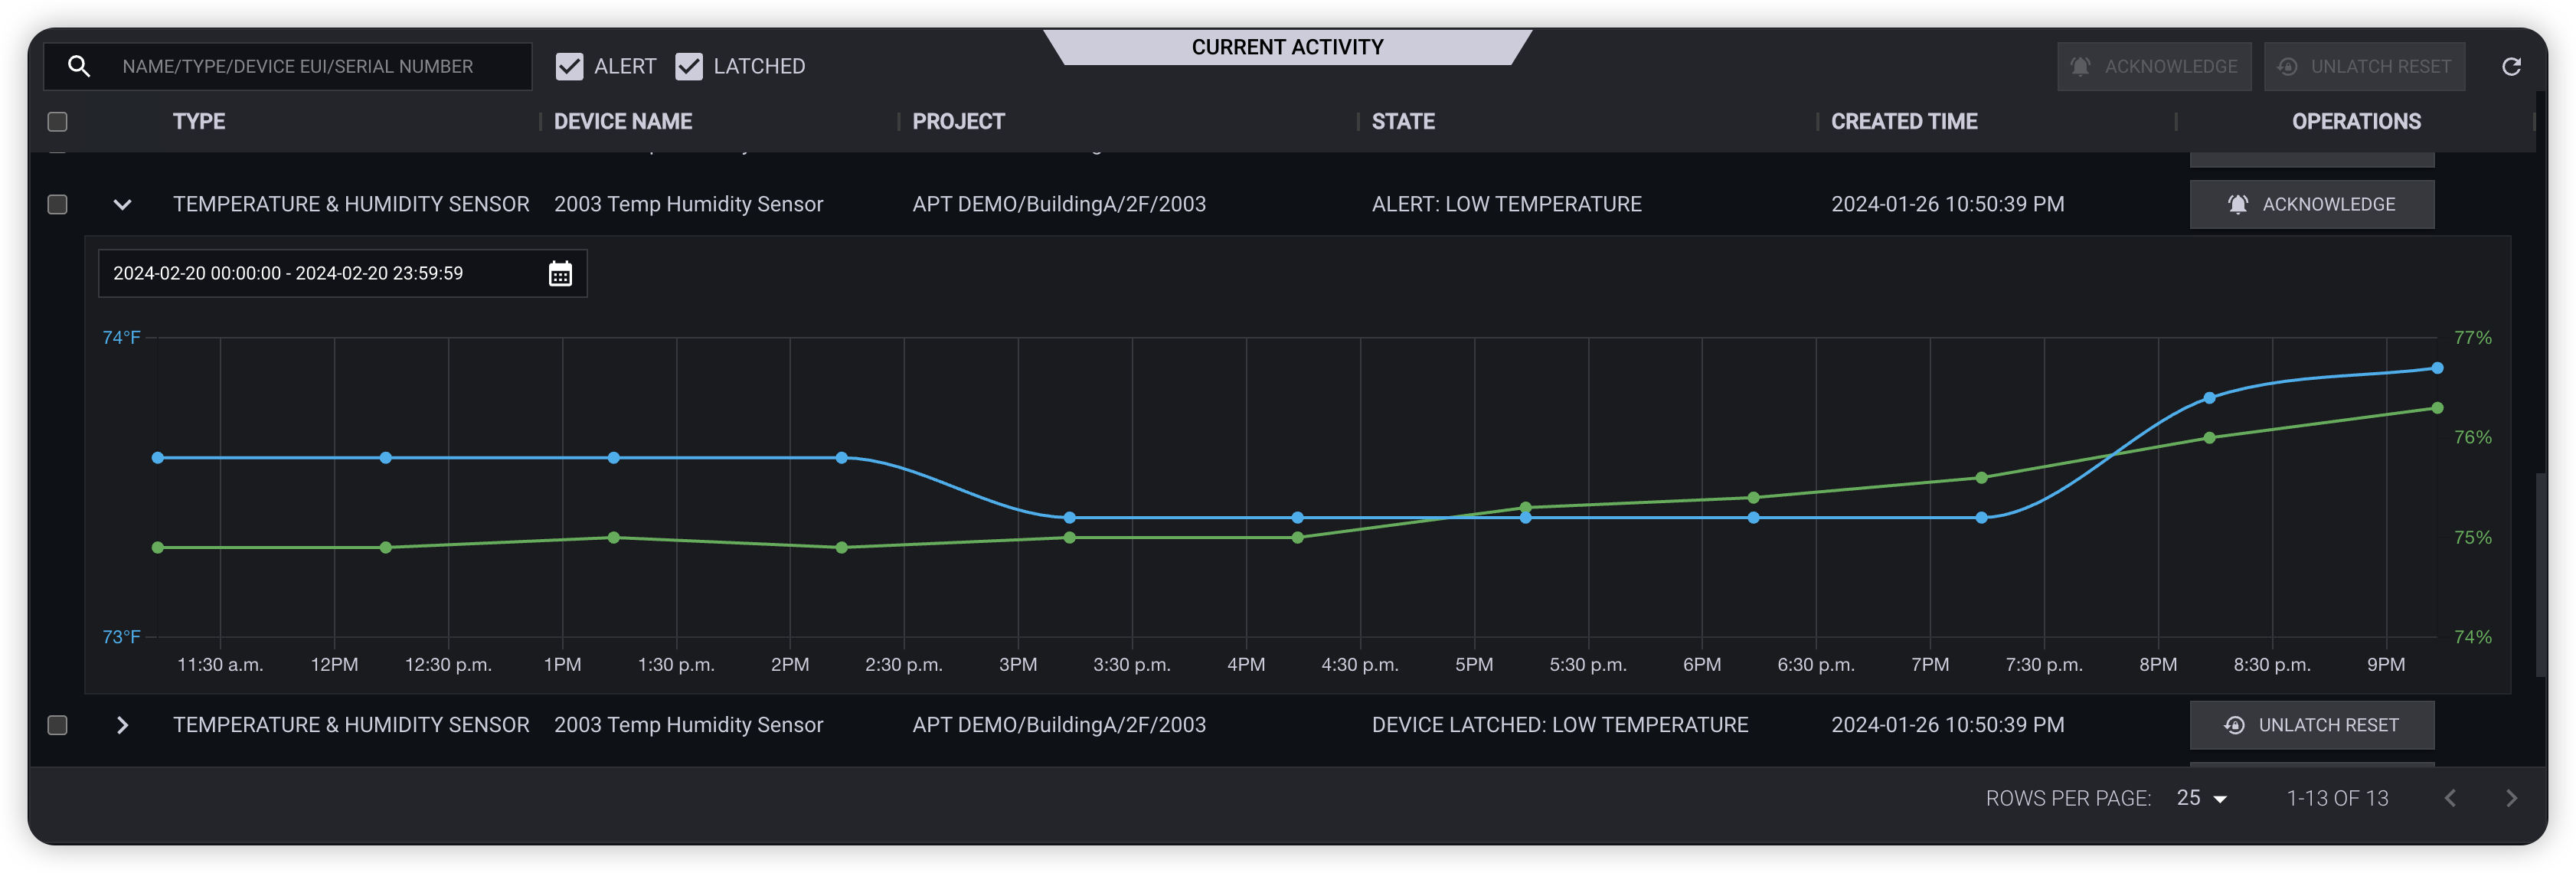 CURRENT ACTIVITY
NAME/TYPE/DEVICE EUI/SERIAL NUMBER ALERT LATCHED ACKNOWLEDGE UNLATCH RESET
TYPE DEVICE NAME PROJECT STATE CREATED TIME OPERATIONS
TEMPERATURE & HUMIDITY SENSOR 2003 Temp Humidity Sensor APT DEMO/BuildingA/2F/2003 ALERT: LOW TEMPERATURE 2024-01-26 10:50:39 PM ACKNOWLEDGE
2024-02-20 00:00:00 - 2024-02-20 23:59:59
74°F 77%
76%
75%
73°F 74%
11:30 a.m. 12PM 12:30 p.m. 1PM 1:30 p.m. 2PM 2:30 p.m. 3PM 3:30 p.m. 4PM 4:30 p.m. 5PM 5:30 p.m. 6PM 6:30 p.m. 7PM 7:30 p.m. 8PM 8:30 p.m. 9PM
TEMPERATURE & HUMIDITY SENSOR 2003 Temp Humidity Sensor APT DEMO/BuildingA/2F/2003 DEVICE LATCHED: LOW TEMPERATURE 2024-01-26 10:50:39 PM UNLATCH RESET
ROWS PER PAGE: 25 1-13 OF 13